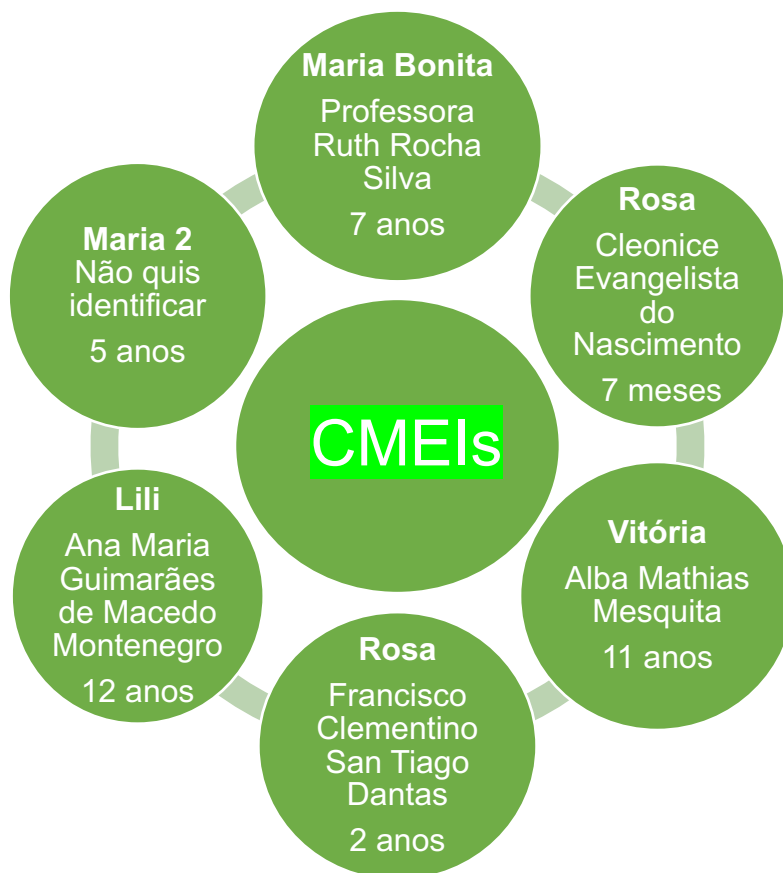 Maria Bonita
Professora
Ruth Rocha
Silva
7 anos
Rosa
Cleonice
Evangelista
do
Nascimento
7 meses
Vitória
Alba Mathias
Mesquita
11 anos
Rosa
Francisco
Clementino
San Tiago
Dantas
2 anos
Lili
Ana Maria
Guimarães
de Macedo
Montenegro
12 anos
Maria 2
Não quis
identificar
5 anos
CMEIs